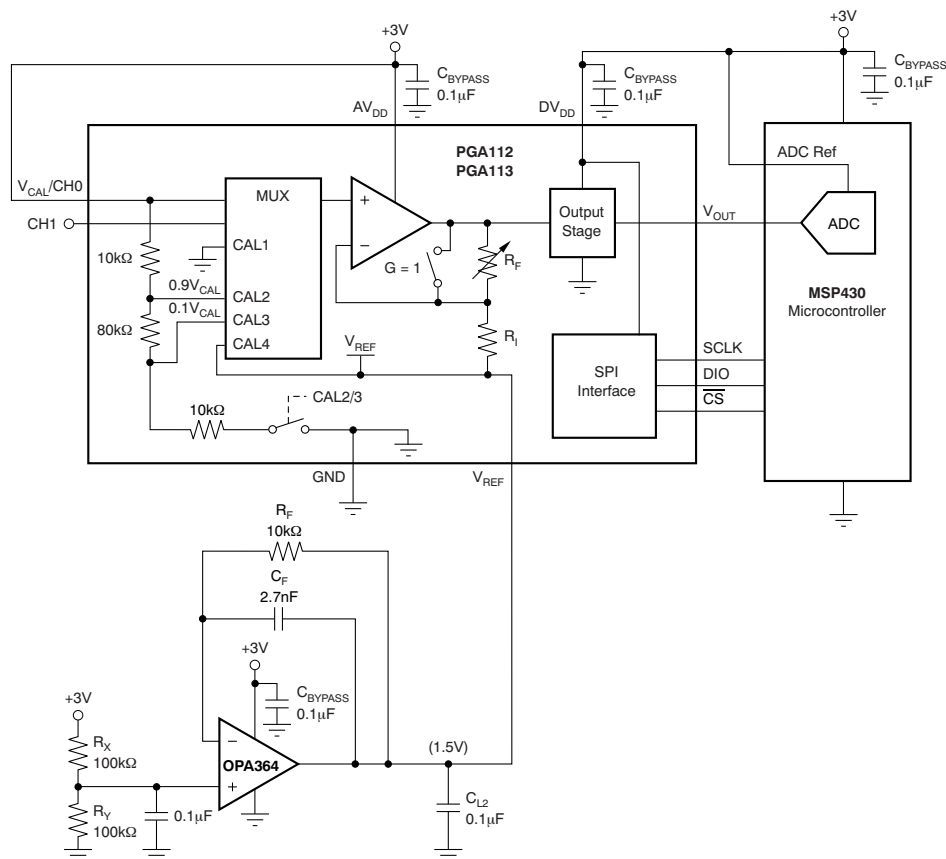 +3V
+3V
CBYPASS
0.1µF
CBYPASS
0.1µF
CBYPASS
0.1µF
AVDD
DVDD
PGA112
PGA113
ADC Ref
VCAL/CH0
MUX
CH1
Output
Stage
VOUT
ADC
CAL1
G = 1
RF
10kΩ
0.9VCAL
CAL2
MSP430
Microcontroller
0.1VCAL
CAL3
80kΩ
CAL4
VREF
RI
SPI
Interface
SCLK
DIO
CS
10kΩ
CAL2/3
GND
VREF
RF
10kΩ
CF
2.7nF
+3V
CBYPASS
0.1µF
+3V
RX
100kΩ
OPA364
(1.5V)
RY
100kΩ
0.1µF
CL2
0.1µF